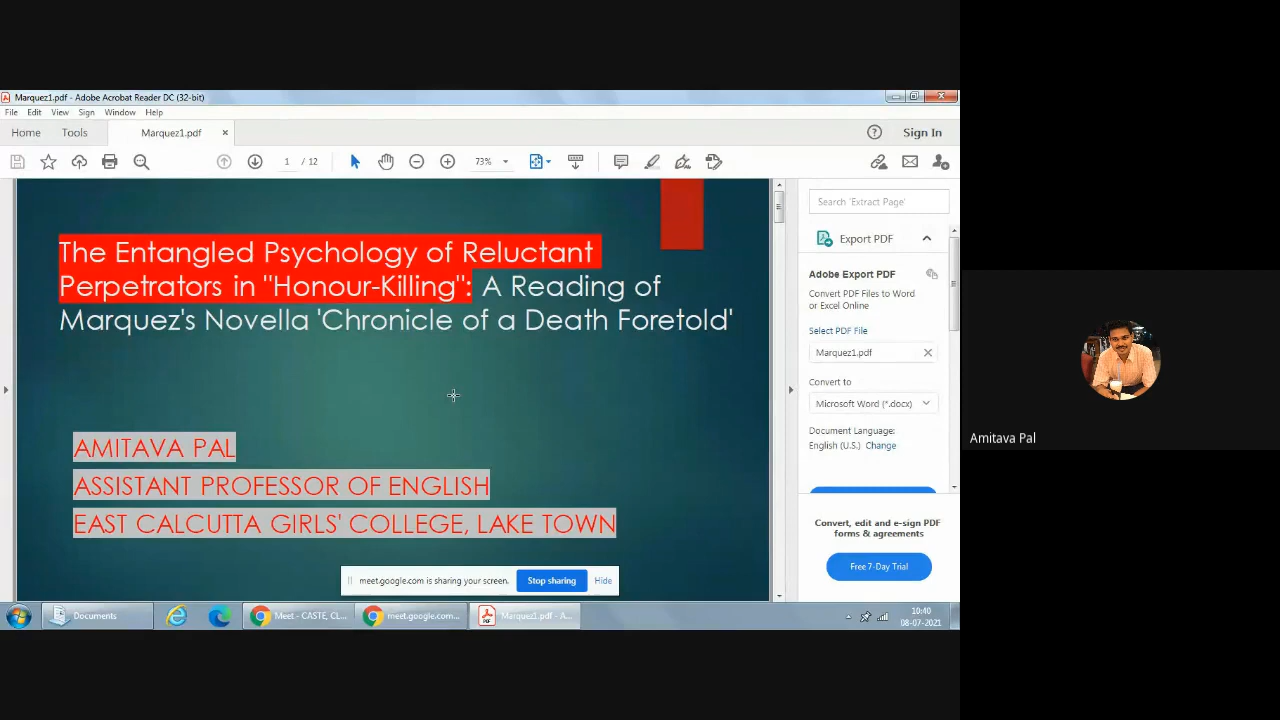 Marquez1.pdf - Adobe Acrobat Reader DC (32-bit)
File Edit View Sign Window Help
Home Tools Marquez1.pdf × Sign In
1 / 12 73%
The Entangled Psychology of Reluctant
Perpetrators in "Honour-Killing": A Reading of
Marquez's Novella 'Chronicle of a Death Foretold'
AMITAVA PAL
ASSISTANT PROFESSOR OF ENGLISH
EAST CALCUTTA GIRLS' COLLEGE, LAKE TOWN
Search 'Extract Page'
Export PDF
Adobe Export PDF
Convert PDF Files to Word
or Excel Online
Select PDF File
Marquez1.pdf
Convert to
Microsoft Word (*.docx)
Document Language:
English (U.S.) Change
Convert, edit and e-sign PDF
forms & agreements
Free 7-Day Trial
Amitava Pal
meet.google.com is sharing your screen. Stop sharing Hide
Documents Meet - CASTE, CL... meet.google.com... Marquez1.pdf - A...
10:40
08-07-2021